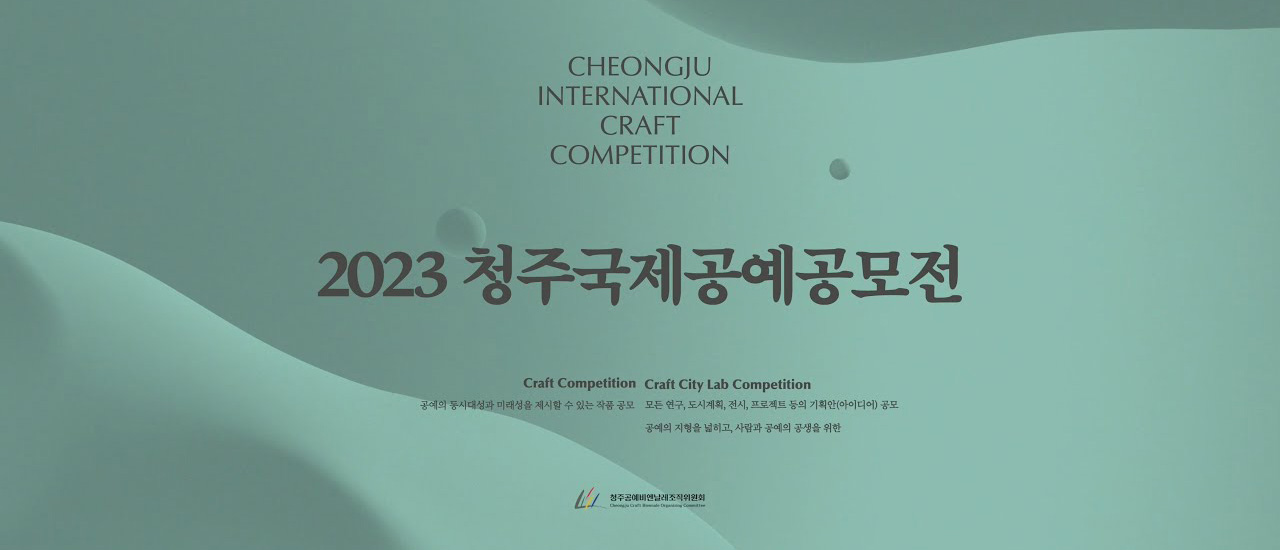 CHEONGJU
INTERNATIONAL
CRAFT
COMPETITION
2023 청주국제공예공모전
Craft Competition
공예의 동시대성과 미래성을 제시할 수 있는 작품 공모
Craft City Lab Competition
모든 연구, 도시계획, 전시, 프로젝트 등의 기획안(아이디어) 공모
공예의 지형을 넓히고, 사람과 공예의 공생을 위한
청주공예비엔날레조직위원회
Cheongju Craft Biennale Organizing Committee